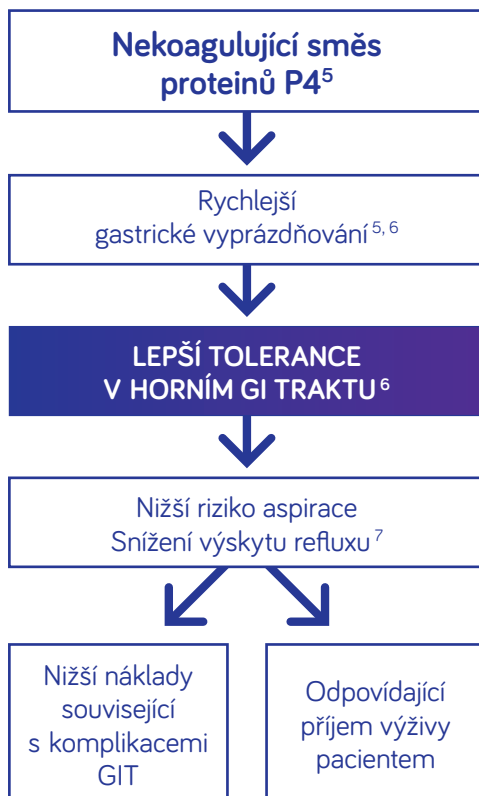 Nekoagulující směs
proteinů P4⁵
Rychlejší
gastrické vyprázdňování⁵,⁶
LEPŠÍ TOLERANCE
V HORNÍM GI TRAKTU⁶
Nižší riziko aspirace
Snížení výskytu refluxu⁷
Nižší náklady
související
s komplikacemi
GIT
Odpovídající
příjem výživy
pacientem